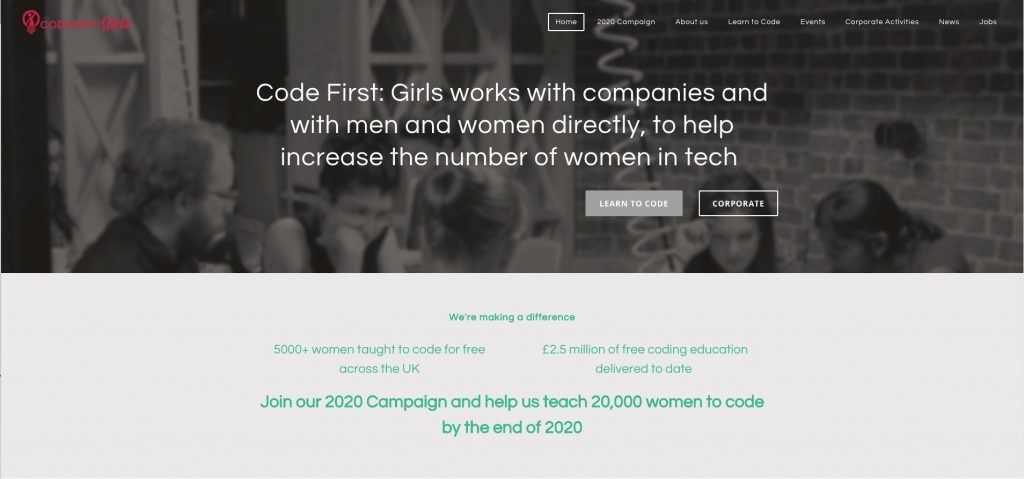 CODE FIRST: Girls
Home
2020 Campaign
About us
Learn to Code
Events
Corporate Activities
News
Jobs
Code First: Girls works with companies and
with men and women directly, to help
increase the number of women in tech
LEARN TO CODE
CORPORATE
We're making a difference
5000+ women taught to code for free
across the UK
£2.5 million of free coding education
delivered to date
Join our 2020 Campaign and help us teach 20,000 women to code
by the end of 2020